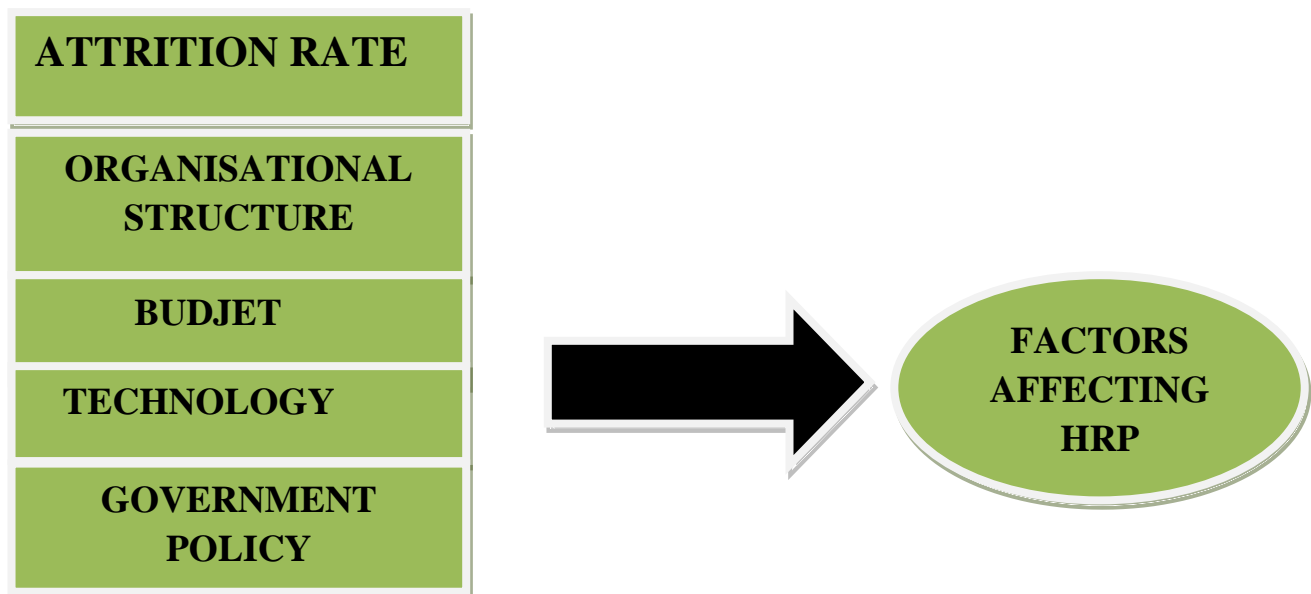 ATTRITION RATE
ORGANISATIONAL
STRUCTURE
BUDJET
TECHNOLOGY
GOVERNMENT
POLICY
FACTORS
AFFECTING
HRP